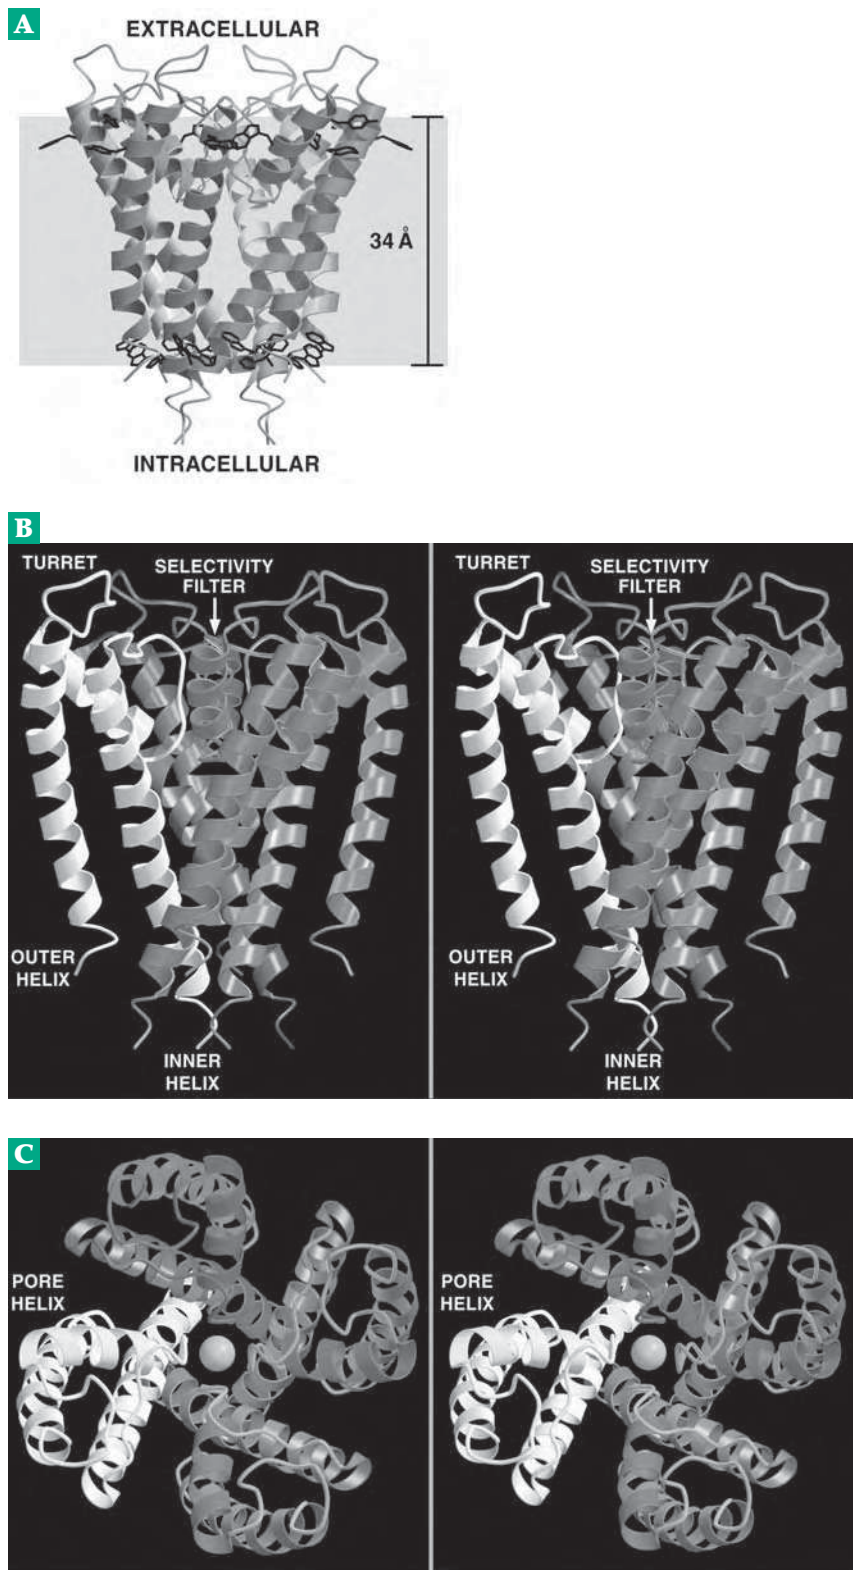 A
EXTRACELLULAR
34 Å
INTRACELLULAR
B
TURRET
SELECTIVITY
FILTER
OUTER
HELIX
INNER
HELIX
TURRET
SELECTIVITY
FILTER
OUTER
HELIX
INNER
HELIX
C
PORE
HELIX
PORE
HELIX